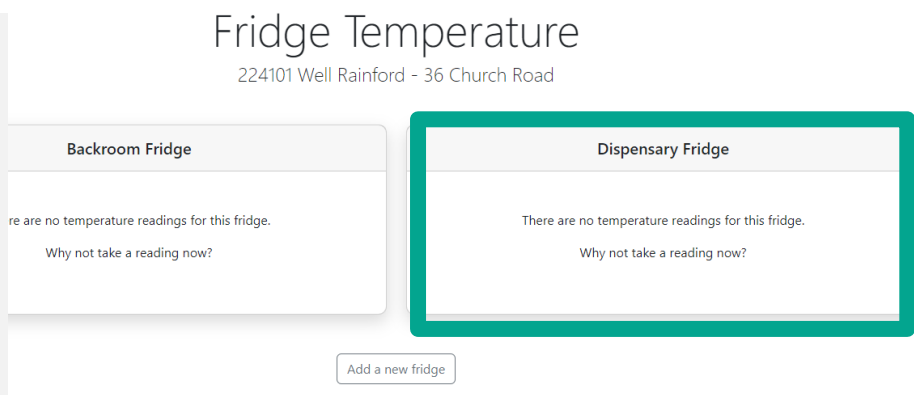 Fridge Temperature
224101 Well Rainford - 36 Church Road
Backroom Fridge
re are no temperature readings for this fridge.
Why not take a reading now?
Dispensary Fridge
There are no temperature readings for this fridge.
Why not take a reading now?
Add a new fridge